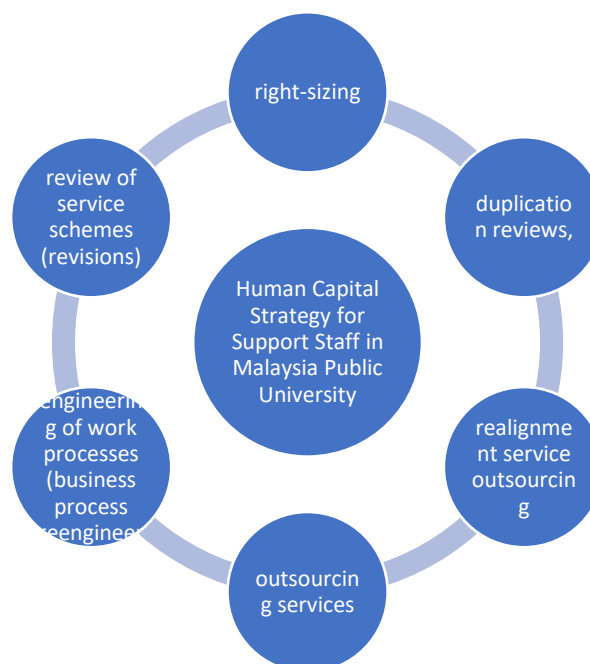 right-sizing
duplicatio
n reviews,
realignme
nt service
outsourcin
g
outsourcin
g services
engineerin
g of work
processes
(business
process
reengineer
review of
service
schemes
(revisions)
Human Capital
Strategy for
Support Staff in
Malaysia Public
University